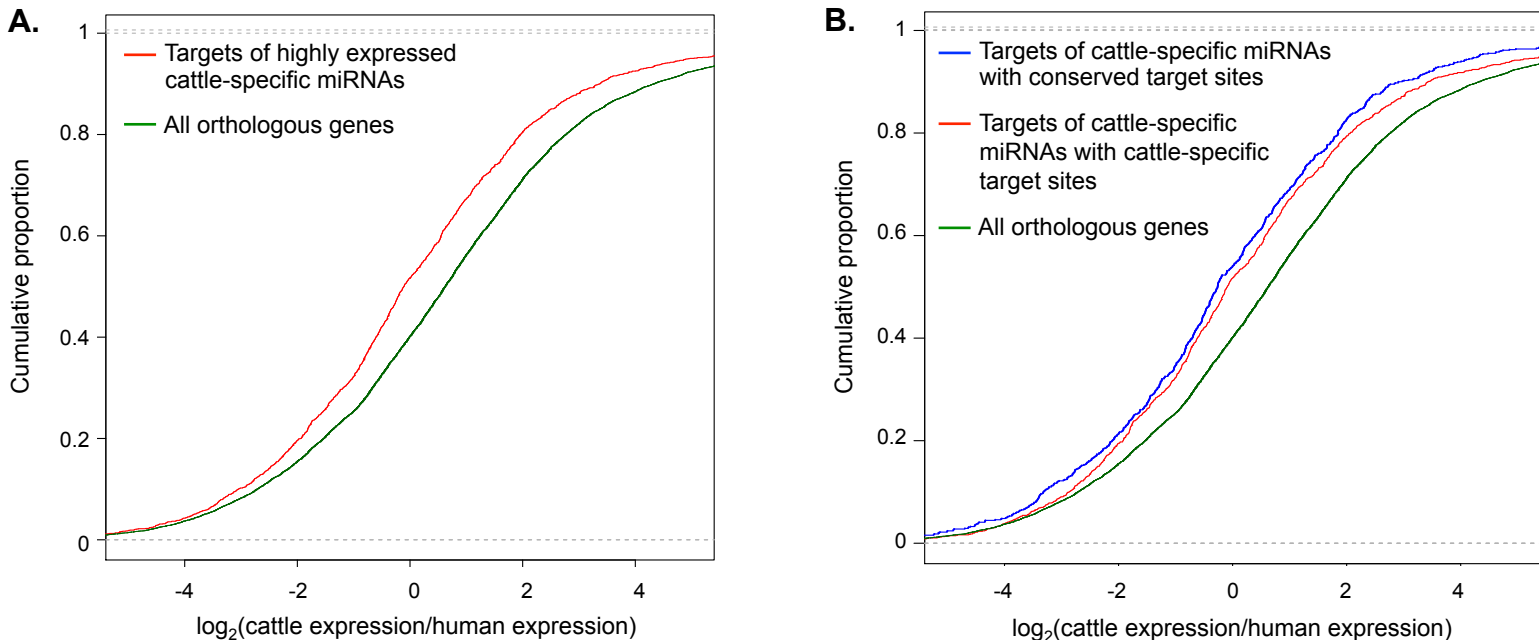 A.
1
0.8
0.6
0.4
0.2
0
Cumulative proportion
Targets of highly expressed
cattle-specific miRNAs
All orthologous genes
-4 -2 0 2 4
log₂(cattle expression/human expression)
B.
1
0.8
0.6
0.4
0.2
0
Cumulative proportion
Targets of cattle-specific miRNAs
with conserved target sites
Targets of cattle-specific
miRNAs with cattle-specific
target sites
All orthologous genes
-4 -2 0 2 4
log₂(cattle expression/human expression)